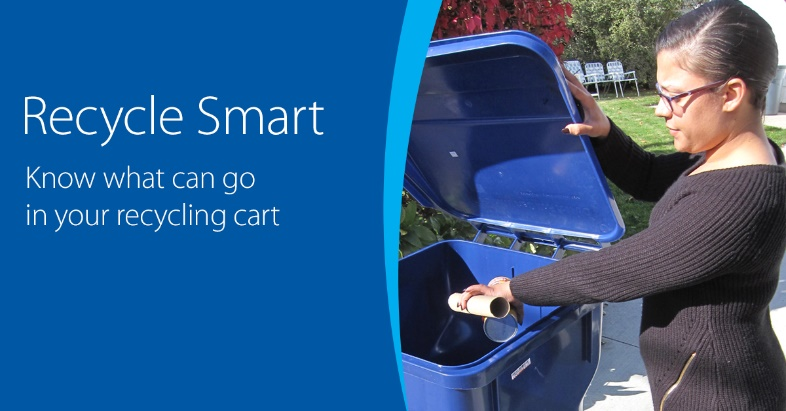 Recycle Smart
Know what can go
in your recycling cart